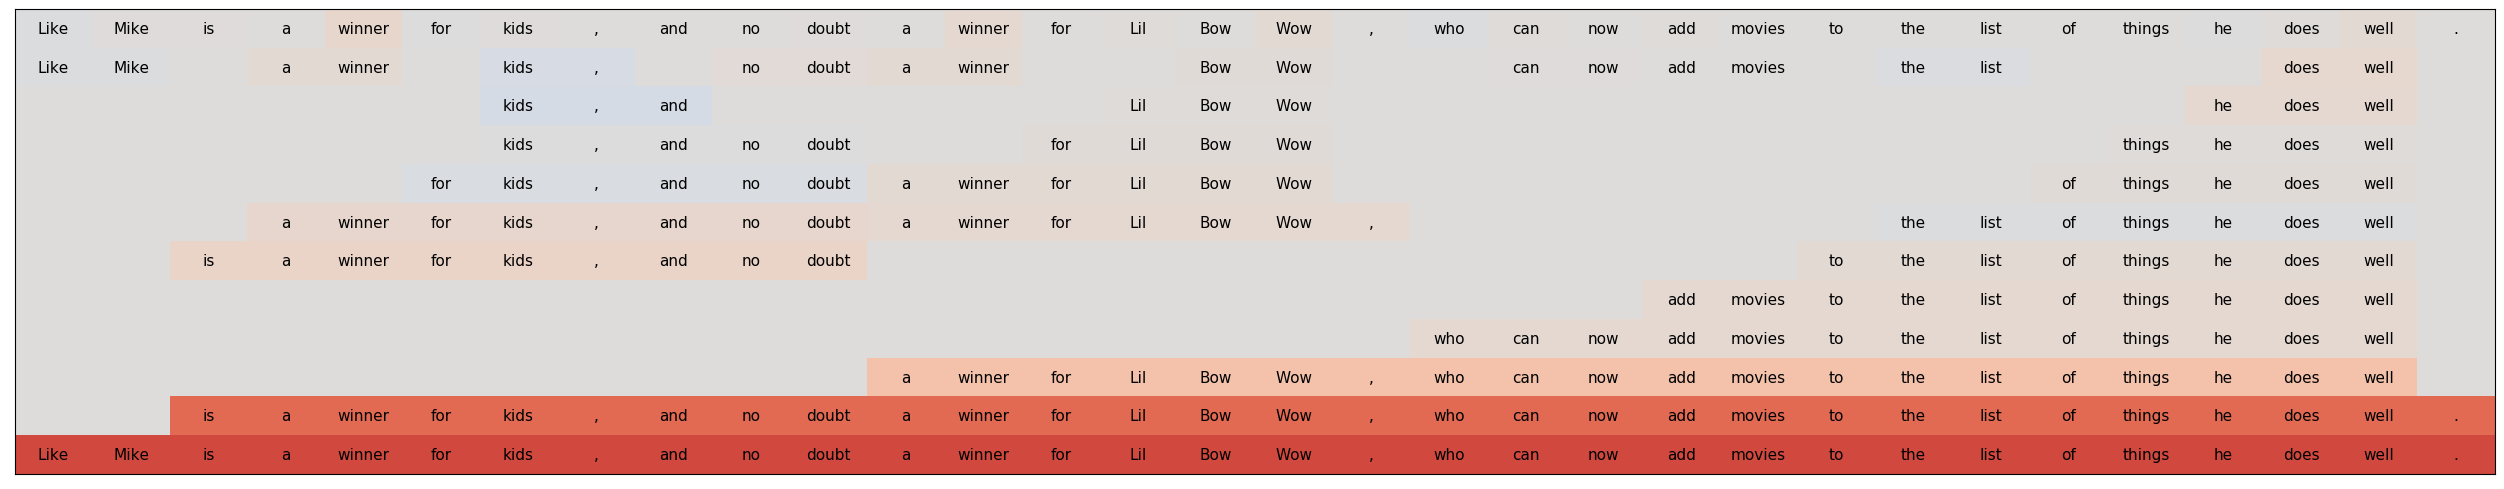 Like Mike is a winner for kids , and no doubt a winner for Lil Bow Wow , who can now add movies to the list of things he does well .
Like Mike a winner kids , no doubt a winner Bow Wow can now add movies the list does well
kids , and Lil Bow Wow he does well
kids , and no doubt for Lil Bow Wow things he does well
for kids , and no doubt a winner for Lil Bow Wow of things he does well
a winner for kids , and no doubt a winner for Lil Bow Wow , the list of things he does well
is a winner for kids , and no doubt to the list of things he does well
add movies to the list of things he does well
who can now add movies to the list of things he does well
a winner for Lil Bow Wow , who can now add movies to the list of things he does well
is a winner for kids , and no doubt a winner for Lil Bow Wow , who can now add movies to the list of things he does well .
Like Mike is a winner for kids , and no doubt a winner for Lil Bow Wow , who can now add movies to the list of things he does well .